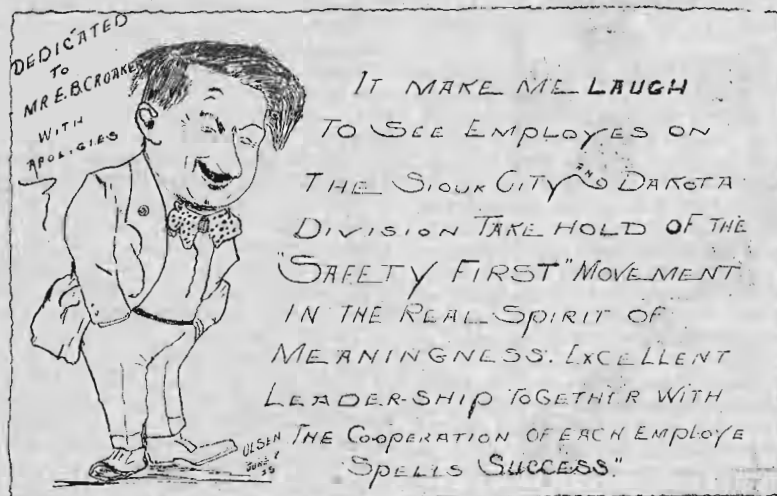 DEDICATED
TO
MR E.B. CROAKER
WITH
APOLIGIES
IT MAKE ME LAUGH
TO SEE EMPLOYES ON
THE SIOUX CITY AND DAKOTA
DIVISION TAKE HOLD OF THE
"SAFETY FIRST" MOVEMENT
IN THE REAL SPIRIT OF
MEANINGNESS. EXCELLENT
LEADER-SHIP TOGETHER WITH
THE COOPERATION OF EACH EMPLOYE
SPELLS SUCCESS."
OLSEN
JUNE